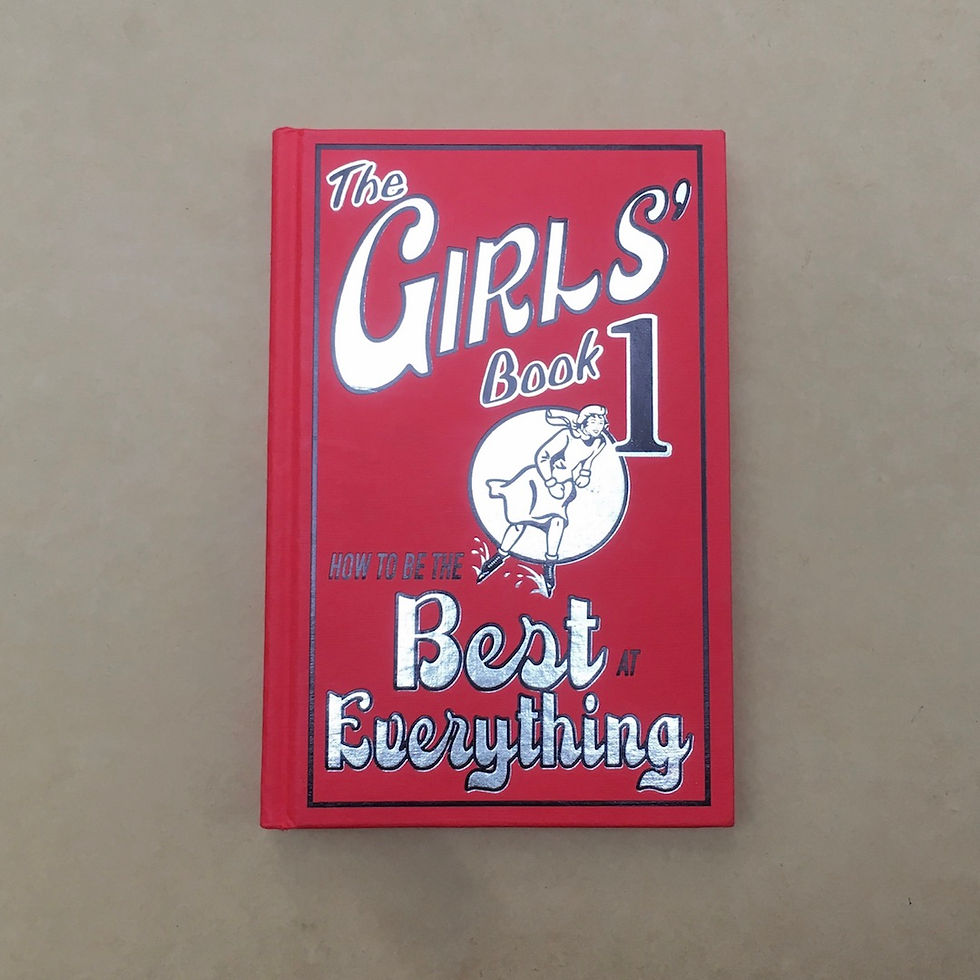 The
GIRLS'
Book 1
HOW TO BE THE
Best AT
Everything